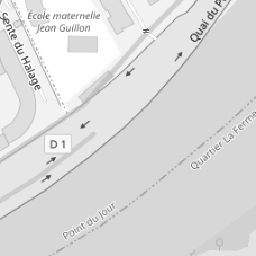 École maternelle
Jean Guillon
Sente du Halage
Quai du
D 1
Quartier La Ferme
Point du Jour